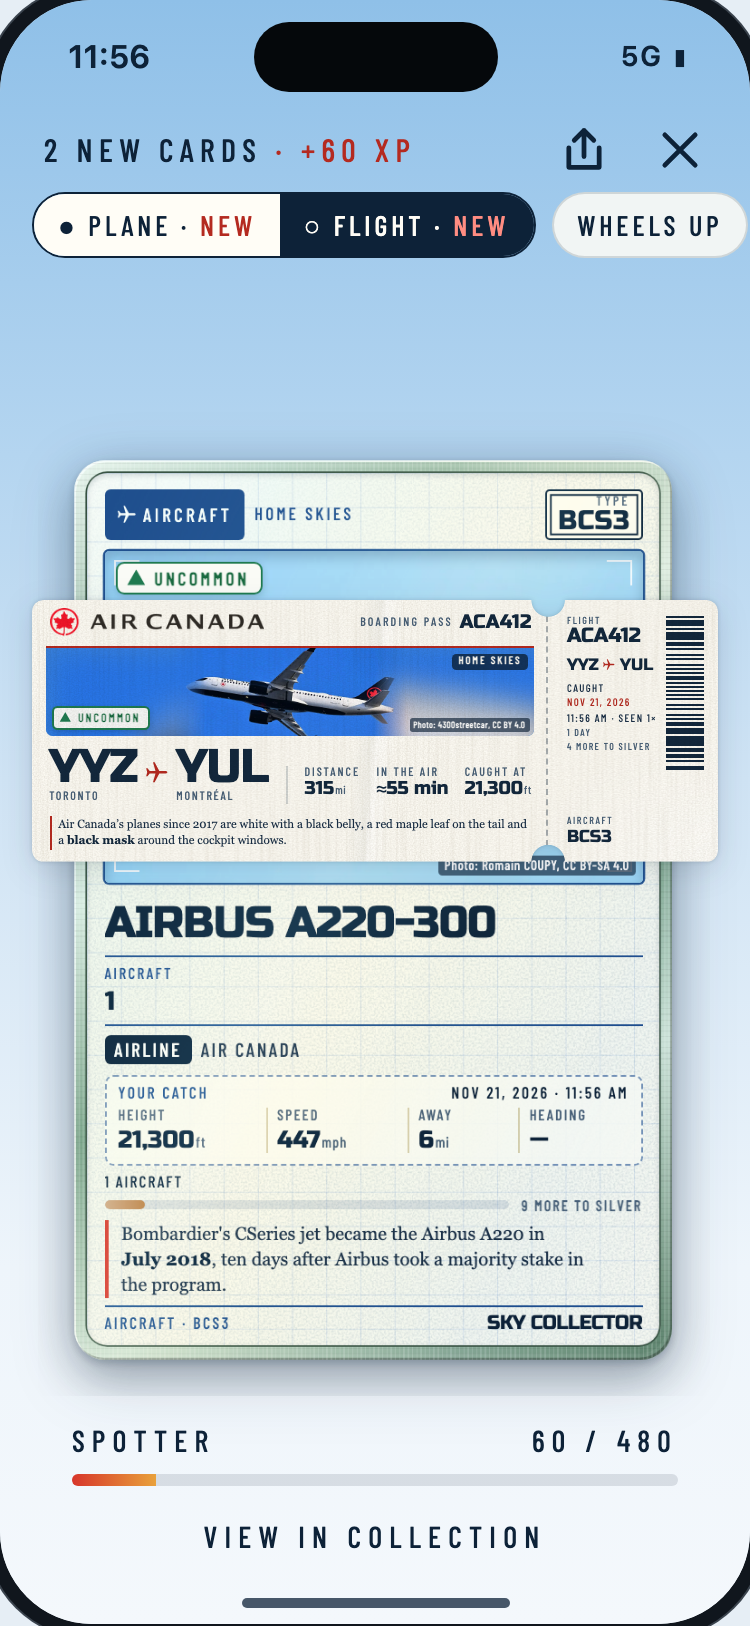 11:56
5G
2 NEW CARDS · +60 XP
PLANE · NEW
FLIGHT · NEW
WHEELS UP
AIRCRAFT
HOME SKIES
TYPE
BCS3
UNCOMMON
AIR CANADA
BOARDING PASS ACA412
HOME SKIES
UNCOMMON
Photo: 4300streetcar, CC BY 4.0
YYZ YUL
TORONTO
MONTRÉAL
DISTANCE
315mi
IN THE AIR
≈55 min
CAUGHT AT
21,300ft
Air Canada's planes since 2017 are white with a black belly, a red maple leaf on the tail and
a black mask around the cockpit windows.
FLIGHT
ACA412
YYZ YUL
CAUGHT
NOV 21, 2026
11:56 AM · SEEN 1×
1 DAY
4 MORE TO SILVER
AIRCRAFT
BCS3
Photo: Romain COUPY, CC BY-SA 4.0
AIRBUS A220-300
AIRCRAFT
1
AIRLINE AIR CANADA
YOUR CATCH
NOV 21, 2026 · 11:56 AM
HEIGHT
21,300ft
SPEED
447mph
AWAY
6mi
HEADING
—
1 AIRCRAFT
9 MORE TO SILVER
Bombardier's CSeries jet became the Airbus A220 in
July 2018, ten days after Airbus took a majority stake in
the program.
AIRCRAFT · BCS3
SKY COLLECTOR
SPOTTER
60 / 480
VIEW IN COLLECTION